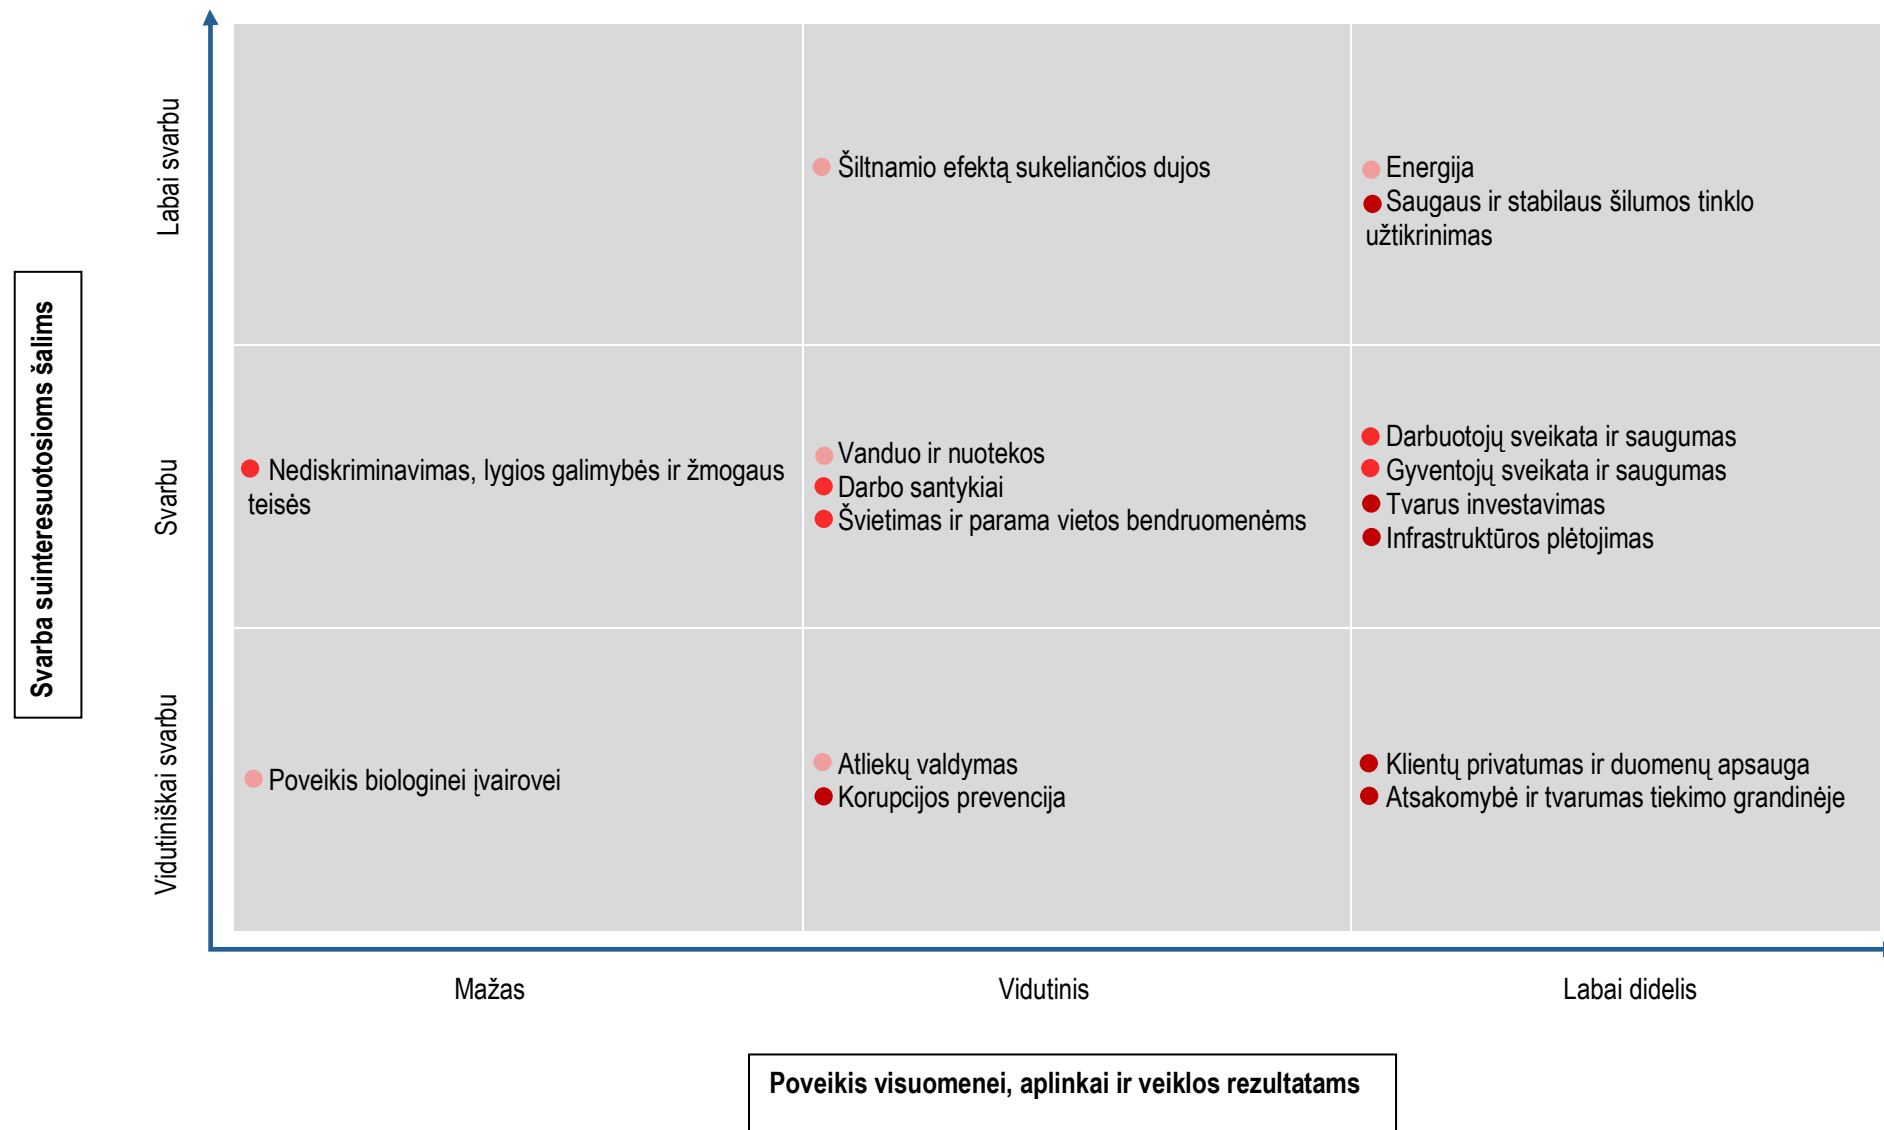 Svarba suinteresuotosioms šalims
Labai svarbu
Šiltnamio efektą sukeliančios dujos
Energija
Saugaus ir stabilaus šilumos tinklo
užtikrinimas
Svarbu
Nediskriminavimas, lygios galimybės ir žmogaus
teisės
Vanduo ir nuotekos
Darbo santykiai
Švietimas ir parama vietos bendruomenėms
Darbuotojų sveikata ir saugumas
Gyventojų sveikata ir saugumas
Tvarus investavimas
Infrastruktūros plėtojimas
Vidutiniškai svarbu
Poveikis biologinei įvairovei
Atliekų valdymas
Korupcijos prevencija
Klientų privatumas ir duomenų apsauga
Atsakomybė ir tvarumas tiekimo grandinėje
Mažas
Vidutinis
Labai didelis
Poveikis visuomenei, aplinkai ir veiklos rezultatams